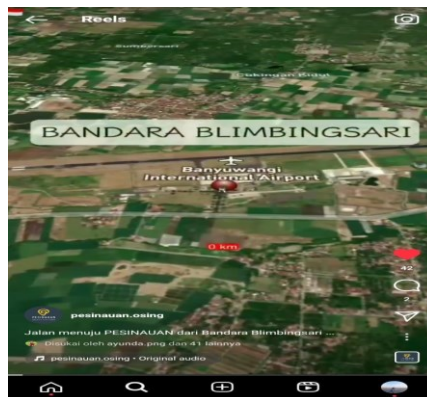 Reels
Sumbersari
BANDARA BLIMBINGSARI
Banyuwangi
International Airport
0 km
42
2
pesinauan.osing
Jalan menuju PESINAUAN dari Bandara Blimbingsari ...
Disukai oleh ayunda.png dan 41 lainnya
pesinauan.osing • Original audio